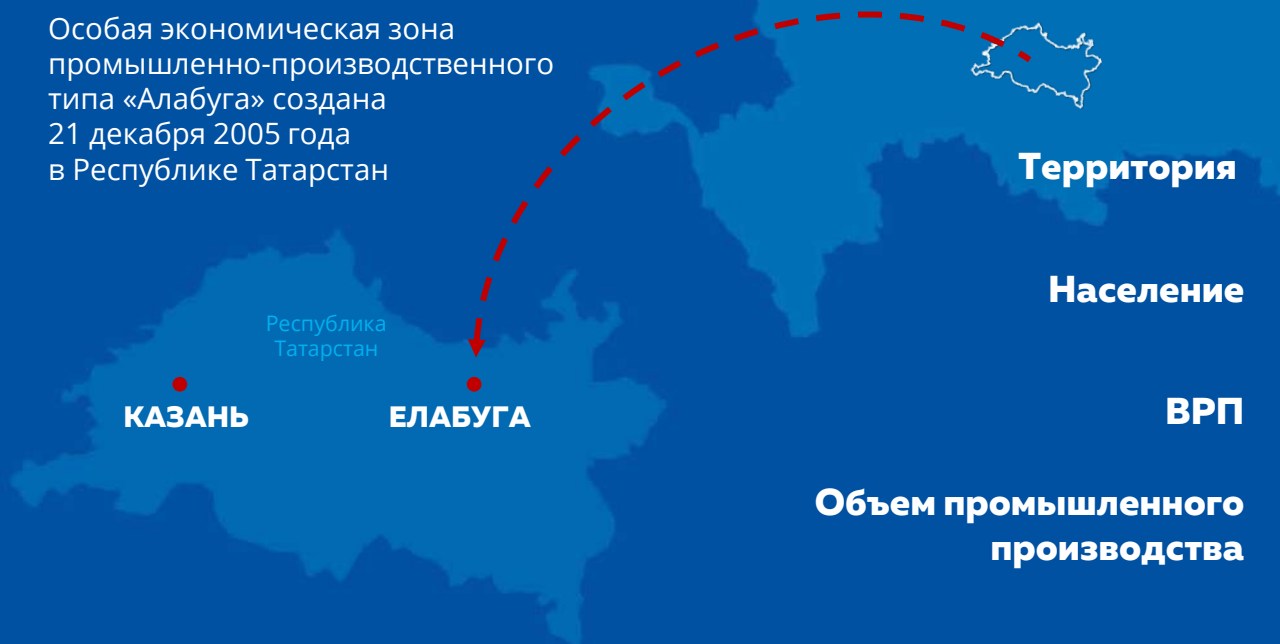 Особая экономическая зона
промышленно-производственного
типа «Алабуга» создана
21 декабря 2005 года
в Республике Татарстан
Территория
Население
Республика
Татарстан
КАЗАНЬ
ЕЛАБУГА
ВРП
Объем промышленного
производства